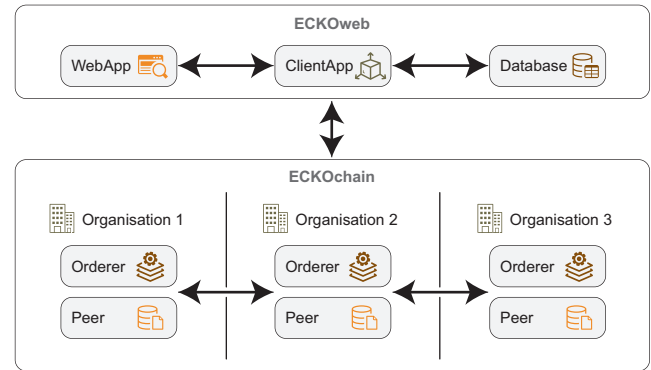 ECKOweb
WebApp
ClientApp
Database
ECKOchain
Organisation 1
Organisation 2
Organisation 3
Orderer
Orderer
Orderer
Peer
Peer
Peer